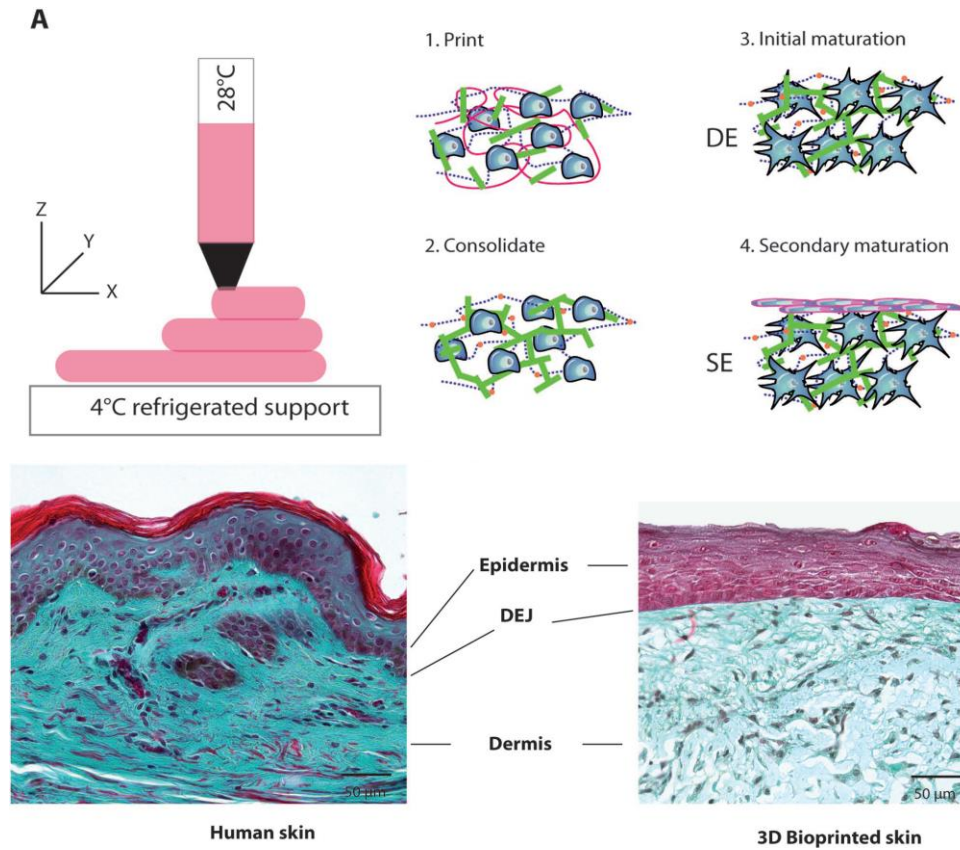 A
28°C
Z
Y
X
4°C refrigerated support
1. Print
2. Consolidate
3. Initial maturation
DE
4. Secondary maturation
SE
Epidermis
DEJ
Dermis
50 µm
50 µm
Human skin
3D Bioprinted skin